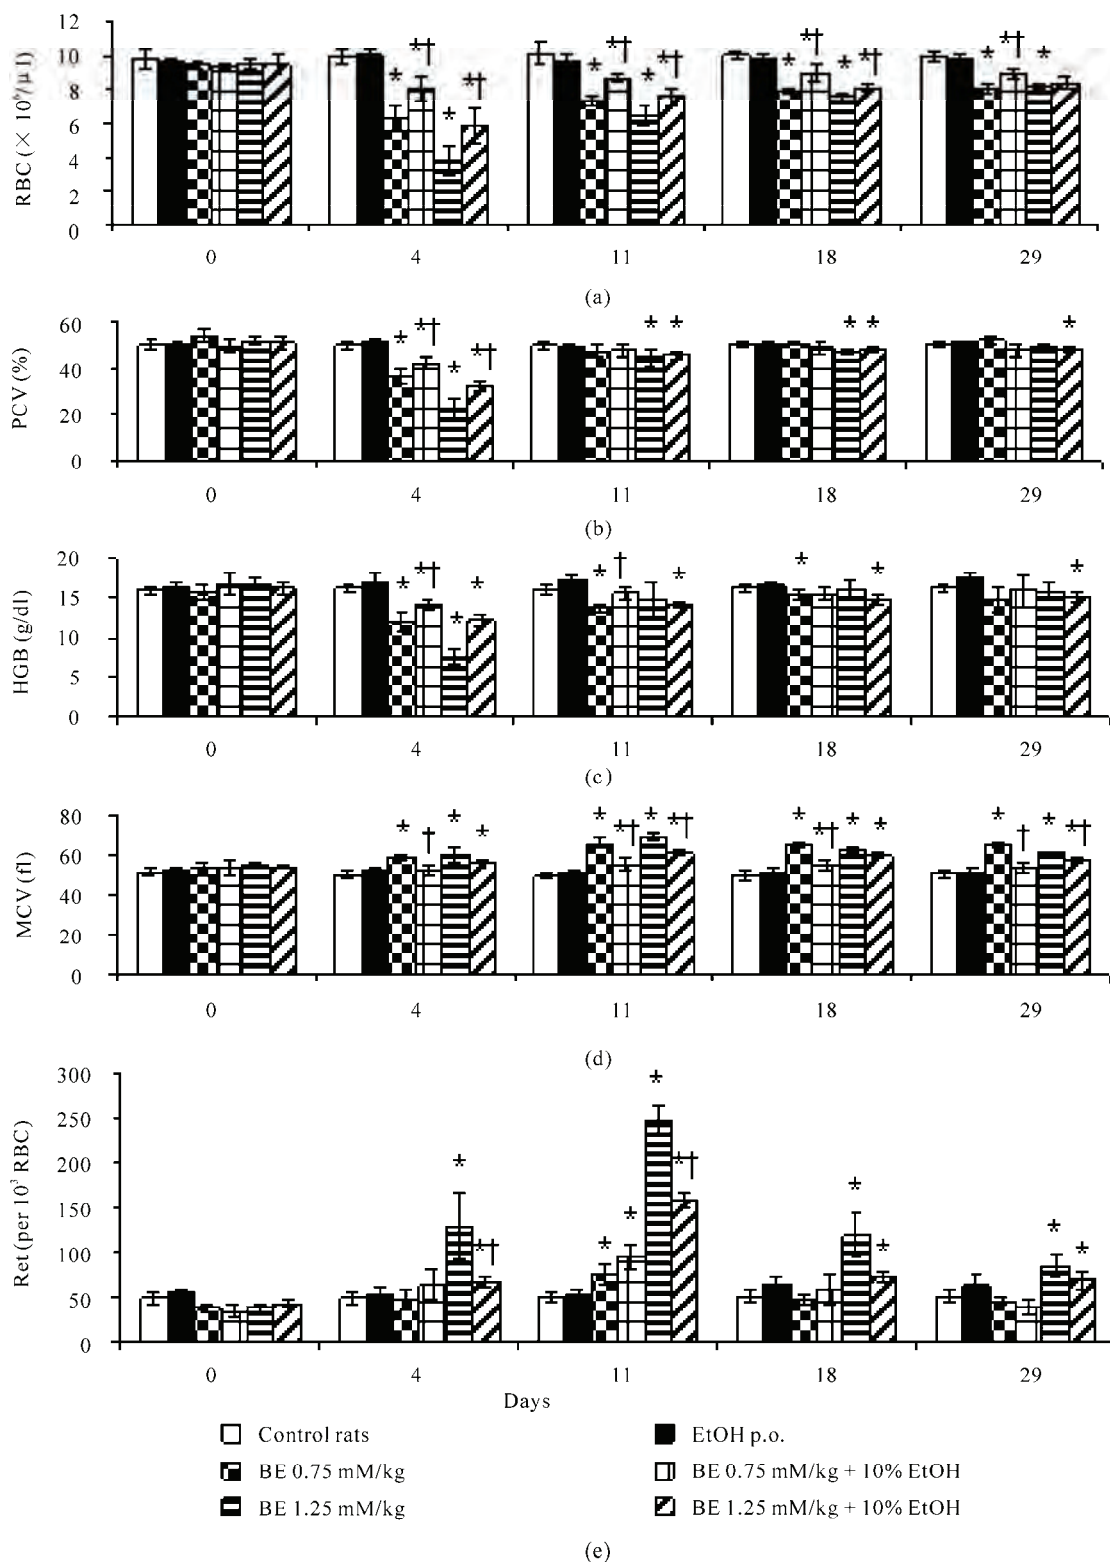 12
10
8
6
4
2
0
RBC (× 10⁶/μl)
* *† * *†
* *† * *†
* *† * *†
* *† *
0 4 11 18 29
(a)
60
40
20
0
PCV (%)
* *† * *†
* *
* *
*
0 4 11 18 29
(b)
20
15
10
5
0
HGB (g/dl)
* *† * *
* † *
* *
*
0 4 11 18 29
(c)
80
60
40
20
0
MCV (fl)
* † * *
* *† * *†
* *† * *
* † * *†
0 4 11 18 29
(d)
300
250
200
150
100
50
0
Ret (per 10³ RBC)
* *†
* * * *†
* *
* *
0 4 11 18 29
Days
Control rats EtOH p.o.
BE 0.75 mM/kg BE 0.75 mM/kg + 10% EtOH
BE 1.25 mM/kg BE 1.25 mM/kg + 10% EtOH
(e)